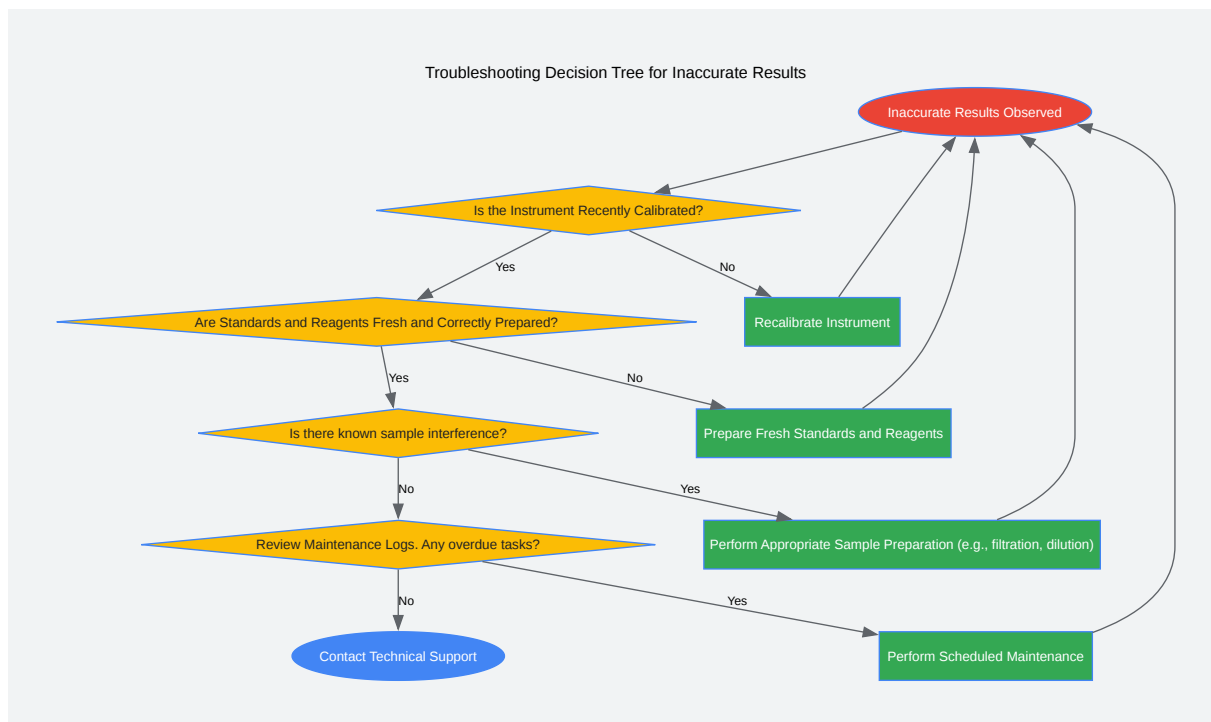 Troubleshooting Decision Tree for Inaccurate Results
Inaccurate Results Observed
Is the Instrument Recently Calibrated?
Yes
No
Are Standards and Reagents Fresh and Correctly Prepared?
Recalibrate Instrument
Yes
No
Is there known sample interference?
Prepare Fresh Standards and Reagents
No
Yes
Review Maintenance Logs. Any overdue tasks?
Perform Appropriate Sample Preparation (e.g., filtration, dilution)
No
Yes
Contact Technical Support
Perform Scheduled Maintenance